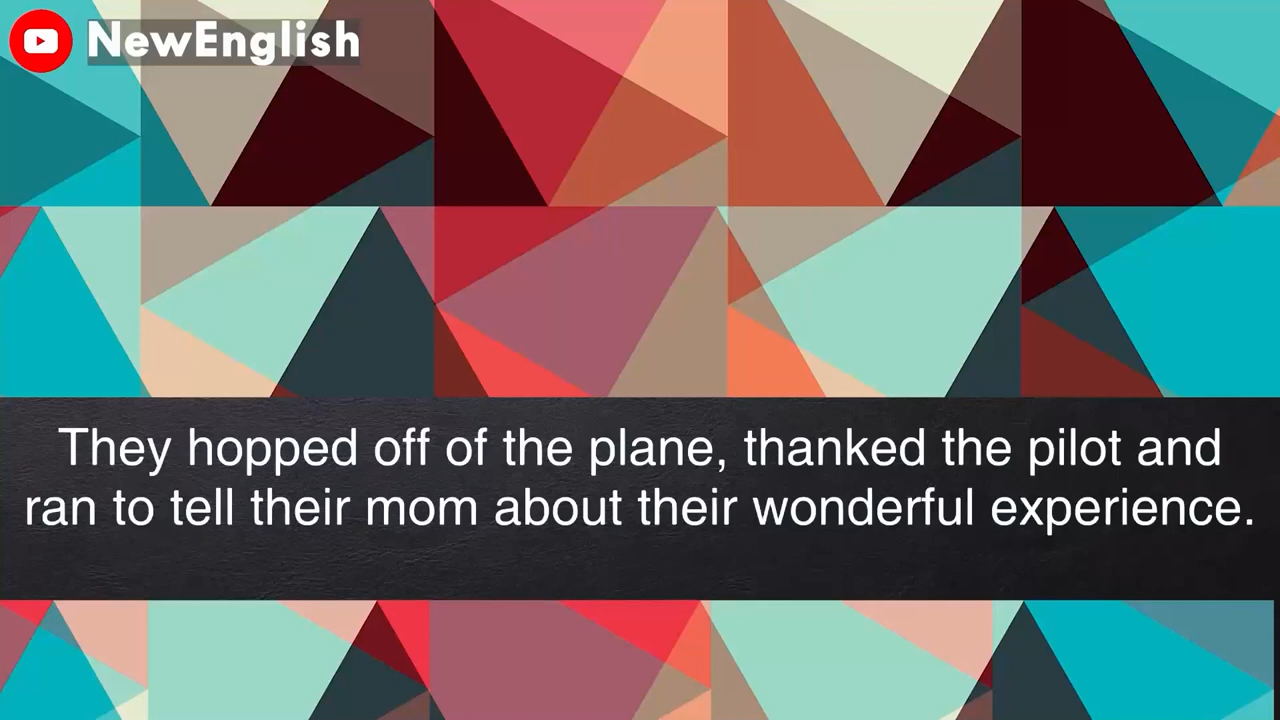 NewEnglish
They hopped off of the plane, thanked the pilot and
ran to tell their mom about their wonderful experience.